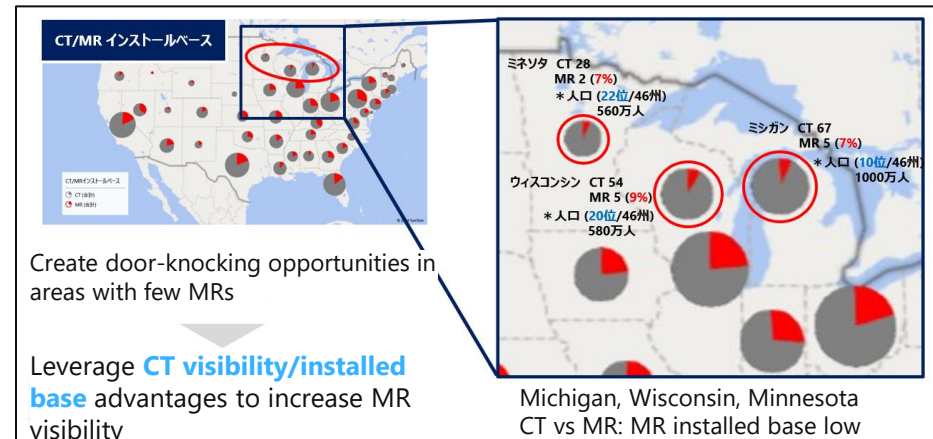 CT/MR インストールベース
CT/MRインストールベース
CT (合計)
MR (合計)
Create door-knocking opportunities in
areas with few MRs
Leverage CT visibility/installed
base advantages to increase MR
visibility
ミネソタ CT 28
MR 2 (7%)
＊人口 (22位/46州)
560万人
ミシガン CT 67
MR 5 (7%)
＊人口 (10位/46州)
1000万人
ウィスコンシン CT 54
MR 5 (9%)
＊人口 (20位/46州)
580万人
Michigan, Wisconsin, Minnesota
CT vs MR: MR installed base low